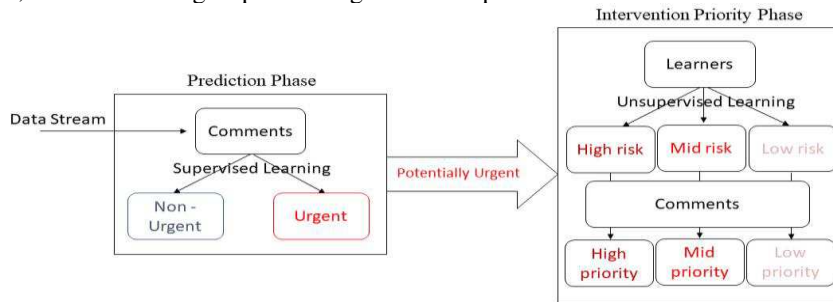 Intervention Priority Phase
Prediction Phase
Data Stream
Comments
Supervised Learning
Non -
Urgent
Urgent
Potentially Urgent
Learners
Unsupervised Learning
High risk
Mid risk
Low risk
Comments
High
priority
Mid
priority
Low
priority